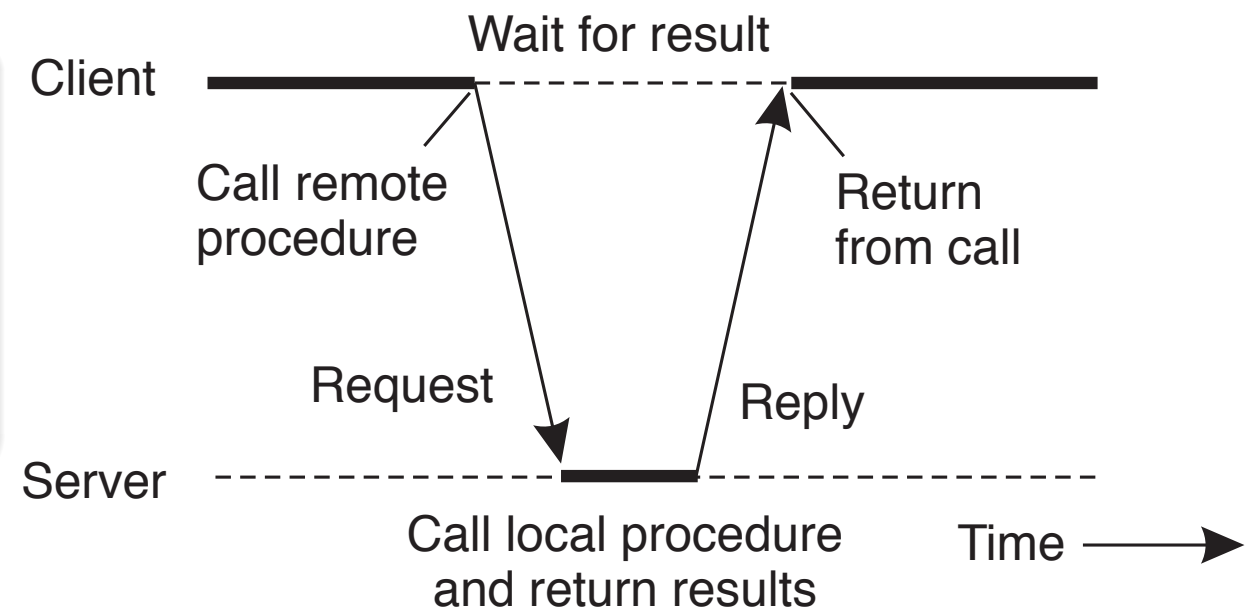 Wait for result
Client
Call remote
procedure
Return
from call
Request
Reply
Server
Call local procedure
and return results
Time